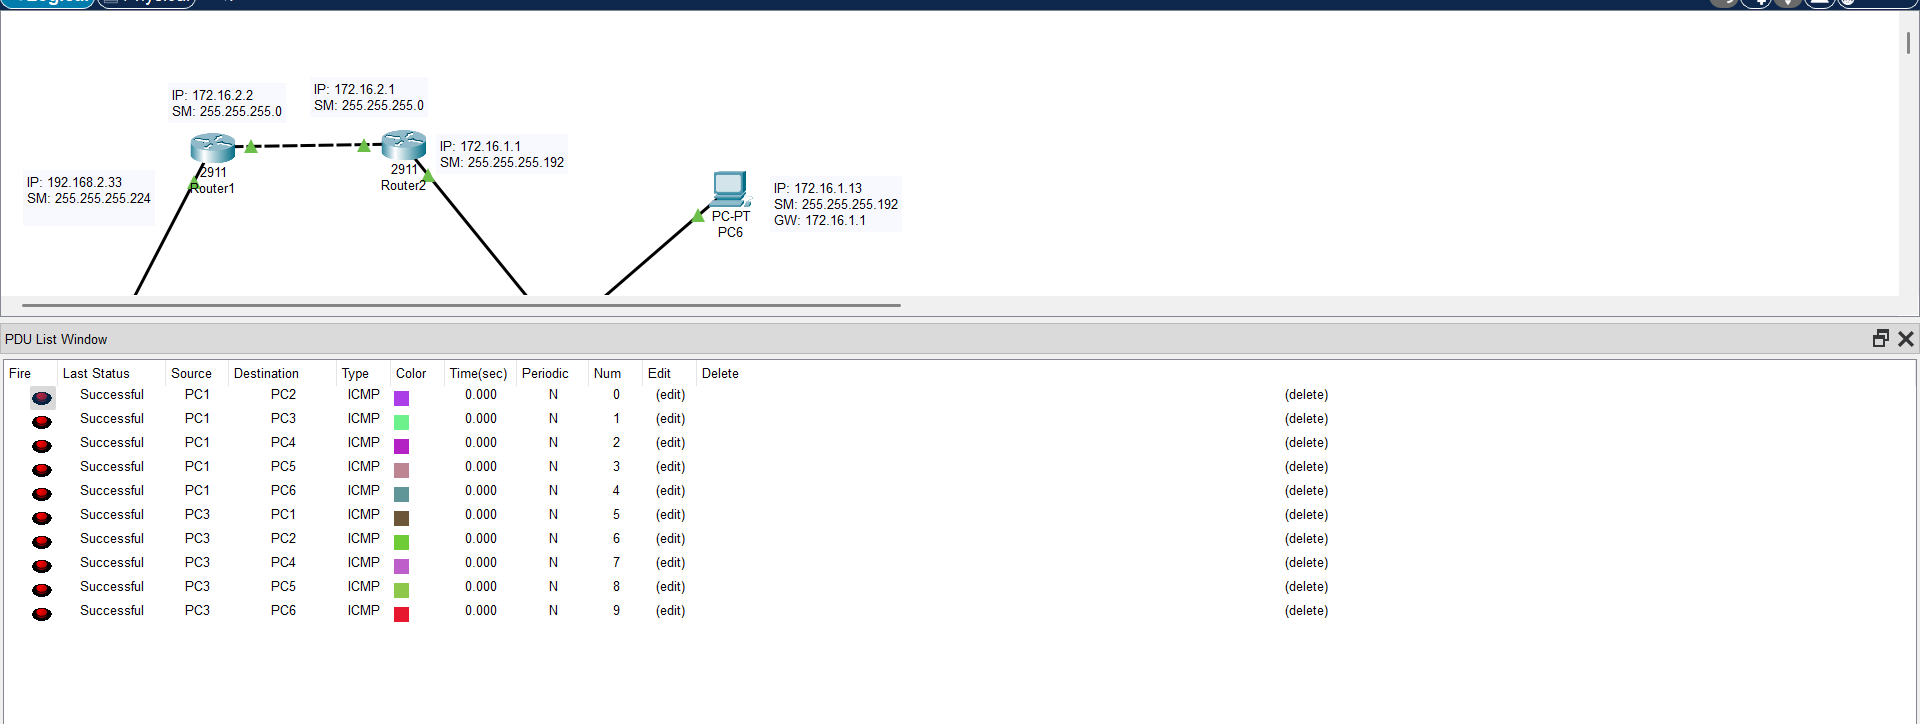 Logical
Physical
IP: 172.16.2.2
SM: 255.255.255.0
IP: 172.16.2.1
SM: 255.255.255.0
IP: 172.16.1.1
SM: 255.255.255.192
2911
Router1
2911
Router2
IP: 192.168.2.33
SM: 255.255.255.224
PC-PT
PC6
IP: 172.16.1.13
SM: 255.255.255.192
GW: 172.16.1.1
PDU List Window
Fire Last Status Source Destination Type Color Time(sec) Periodic Num Edit Delete
Successful PC1 PC2 ICMP 0.000 N 0 (edit) (delete)
Successful PC1 PC3 ICMP 0.000 N 1 (edit) (delete)
Successful PC1 PC4 ICMP 0.000 N 2 (edit) (delete)
Successful PC1 PC5 ICMP 0.000 N 3 (edit) (delete)
Successful PC1 PC6 ICMP 0.000 N 4 (edit) (delete)
Successful PC3 PC1 ICMP 0.000 N 5 (edit) (delete)
Successful PC3 PC2 ICMP 0.000 N 6 (edit) (delete)
Successful PC3 PC4 ICMP 0.000 N 7 (edit) (delete)
Successful PC3 PC5 ICMP 0.000 N 8 (edit) (delete)
Successful PC3 PC6 ICMP 0.000 N 9 (edit) (delete)